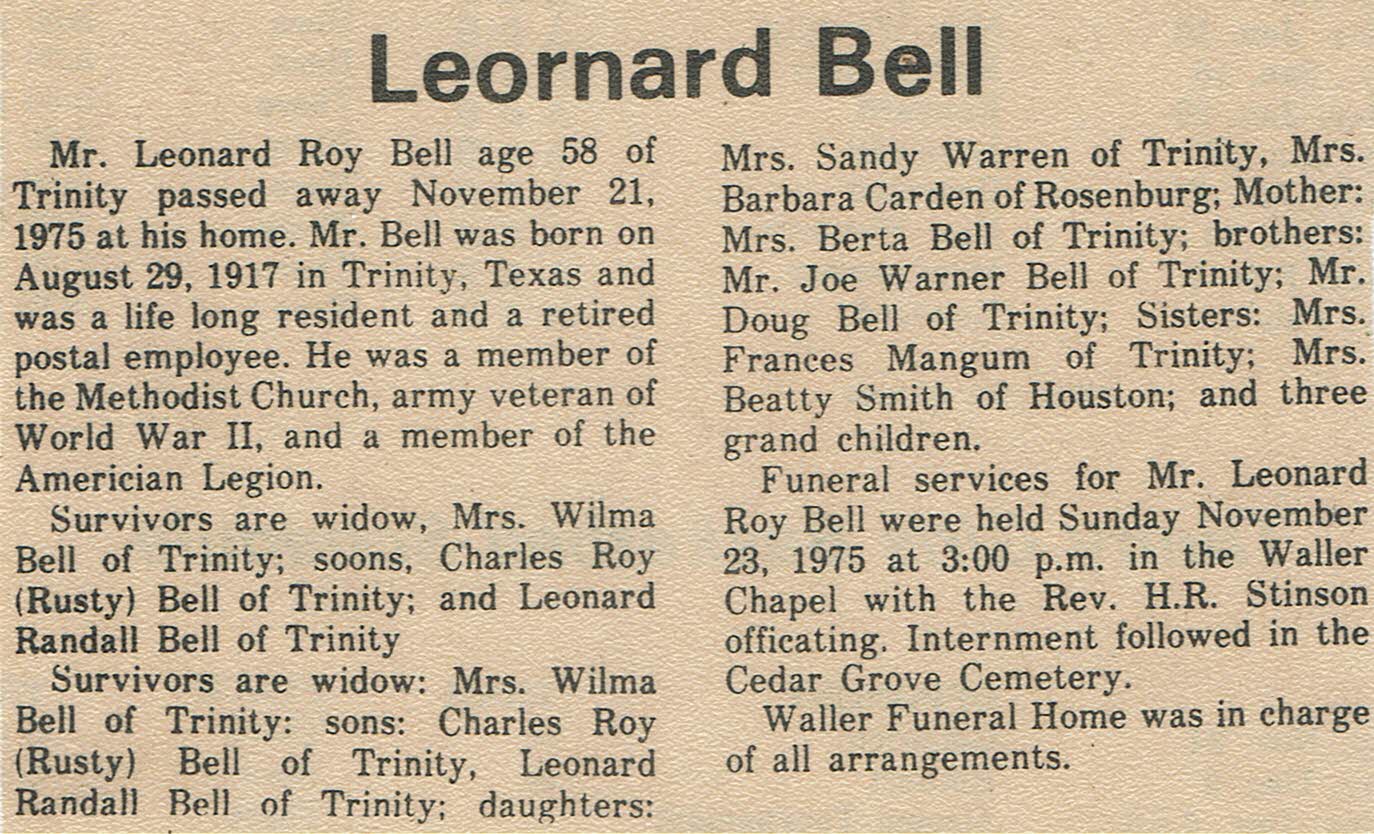 Leornard Bell
Mr. Leonard Roy Bell age 58 of
Trinity passed away November 21,
1975 at his home. Mr. Bell was born on
August 29, 1917 in Trinity, Texas and
was a life long resident and a retired
postal employee. He was a member of
the Methodist Church, army veteran of
World War II, and a member of the
Americian Legion.
Survivors are widow, Mrs. Wilma
Bell of Trinity; soons, Charles Roy
(Rusty) Bell of Trinity; and Leonard
Randall Bell of Trinity
Survivors are widow: Mrs. Wilma
Bell of Trinity: sons: Charles Roy
(Rusty) Bell of Trinity, Leonard
Randall Bell of Trinity; daughters:
Mrs. Sandy Warren of Trinity, Mrs.
Barbara Carden of Rosenburg; Mother:
Mrs. Berta Bell of Trinity; brothers:
Mr. Joe Warner Bell of Trinity; Mr.
Doug Bell of Trinity; Sisters: Mrs.
Frances Mangum of Trinity; Mrs.
Beatty Smith of Houston; and three
grand children.
Funeral services for Mr. Leonard
Roy Bell were held Sunday November
23, 1975 at 3:00 p.m. in the Waller
Chapel with the Rev. H.R. Stinson
officating. Internment followed in the
Cedar Grove Cemetery.
Waller Funeral Home was in charge
of all arrangements.